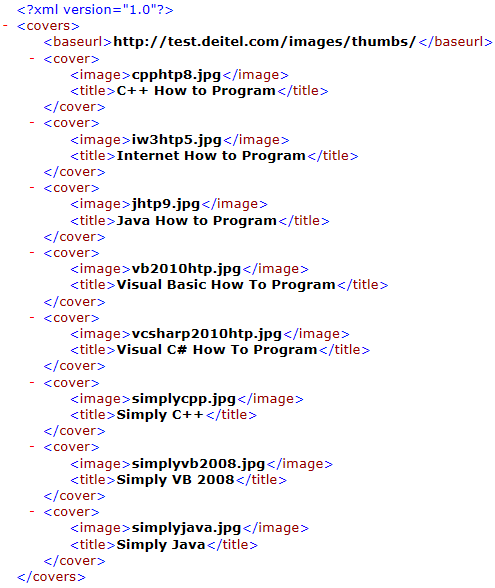 <?xml version="1.0"?>
- <covers>
<baseurl>http://test.deitel.com/images/thumbs/</baseurl>
- <cover>
<image>cpphtp8.jpg</image>
<title>C++ How to Program</title>
</cover>
- <cover>
<image>iw3htp5.jpg</image>
<title>Internet How to Program</title>
</cover>
- <cover>
<image>jhtp9.jpg</image>
<title>Java How to Program</title>
</cover>
- <cover>
<image>vb2010htp.jpg</image>
<title>Visual Basic How To Program</title>
</cover>
- <cover>
<image>vcsharp2010htp.jpg</image>
<title>Visual C# How To Program</title>
</cover>
- <cover>
<image>simplycpp.jpg</image>
<title>Simply C++</title>
</cover>
- <cover>
<image>simplyvb2008.jpg</image>
<title>Simply VB 2008</title>
</cover>
- <cover>
<image>simplyjava.jpg</image>
<title>Simply Java</title>
</cover>
</covers>